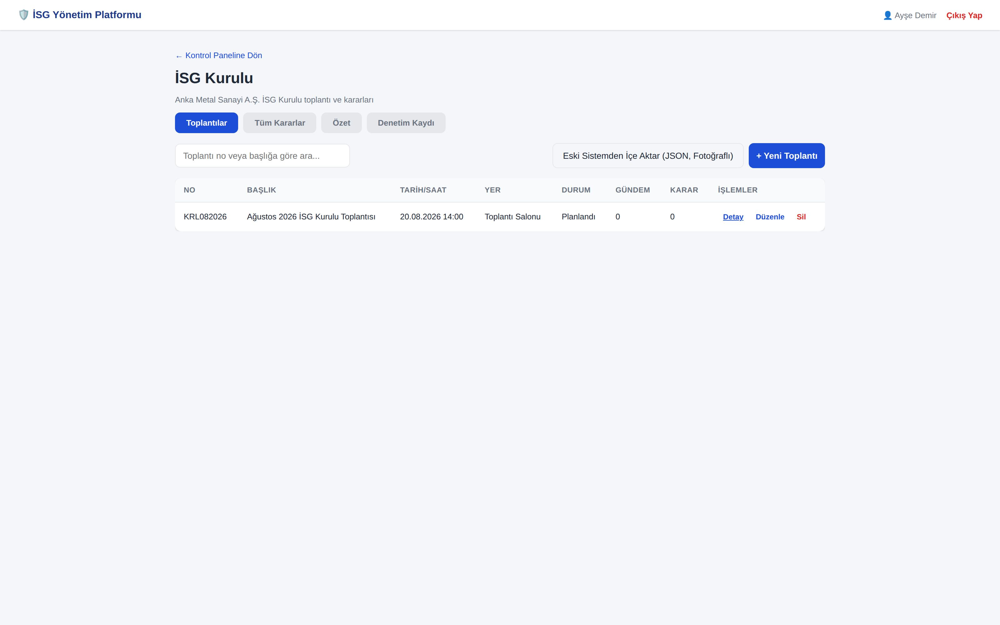 🛡️ İSG Yönetim Platformu
👤 Ayşe Demir Çıkış Yap
← Kontrol Paneline Dön
İSG Kurulu
Anka Metal Sanayi A.Ş. İSG Kurulu toplantı ve kararları
Toplantılar Tüm Kararlar Özet Denetim Kaydı
Toplantı no veya başlığa göre ara... Eski Sistemden İçe Aktar (JSON, Fotoğraflı) + Yeni Toplantı
NO BAŞLIK TARİH/SAAT YER DURUM GÜNDEM KARAR İŞLEMLER
KRL082026 Ağustos 2026 İSG Kurulu Toplantısı 20.08.2026 14:00 Toplantı Salonu Planlandı 0 0 Detay Düzenle Sil